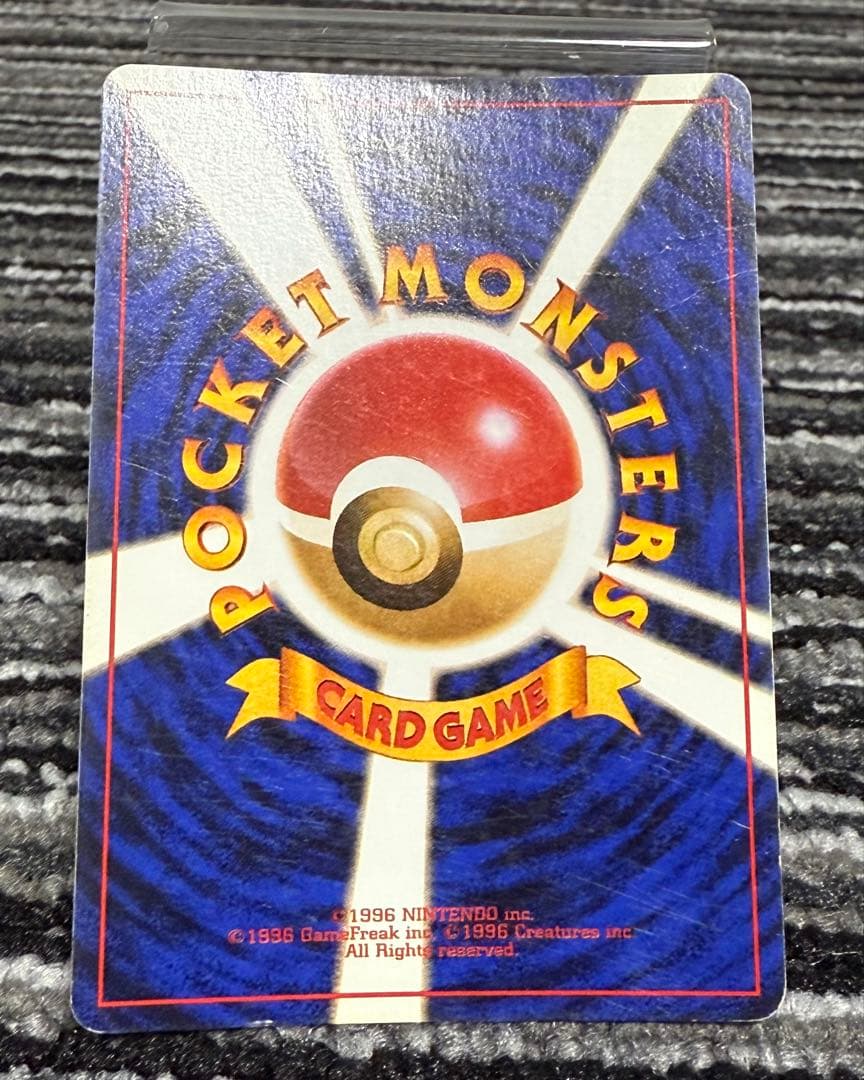 POCKET MONSTERS
CARD GAME
©1996 NINTENDO inc.
©1996 GameFreak inc. ©1996 Creatures inc
All Rights reserved.